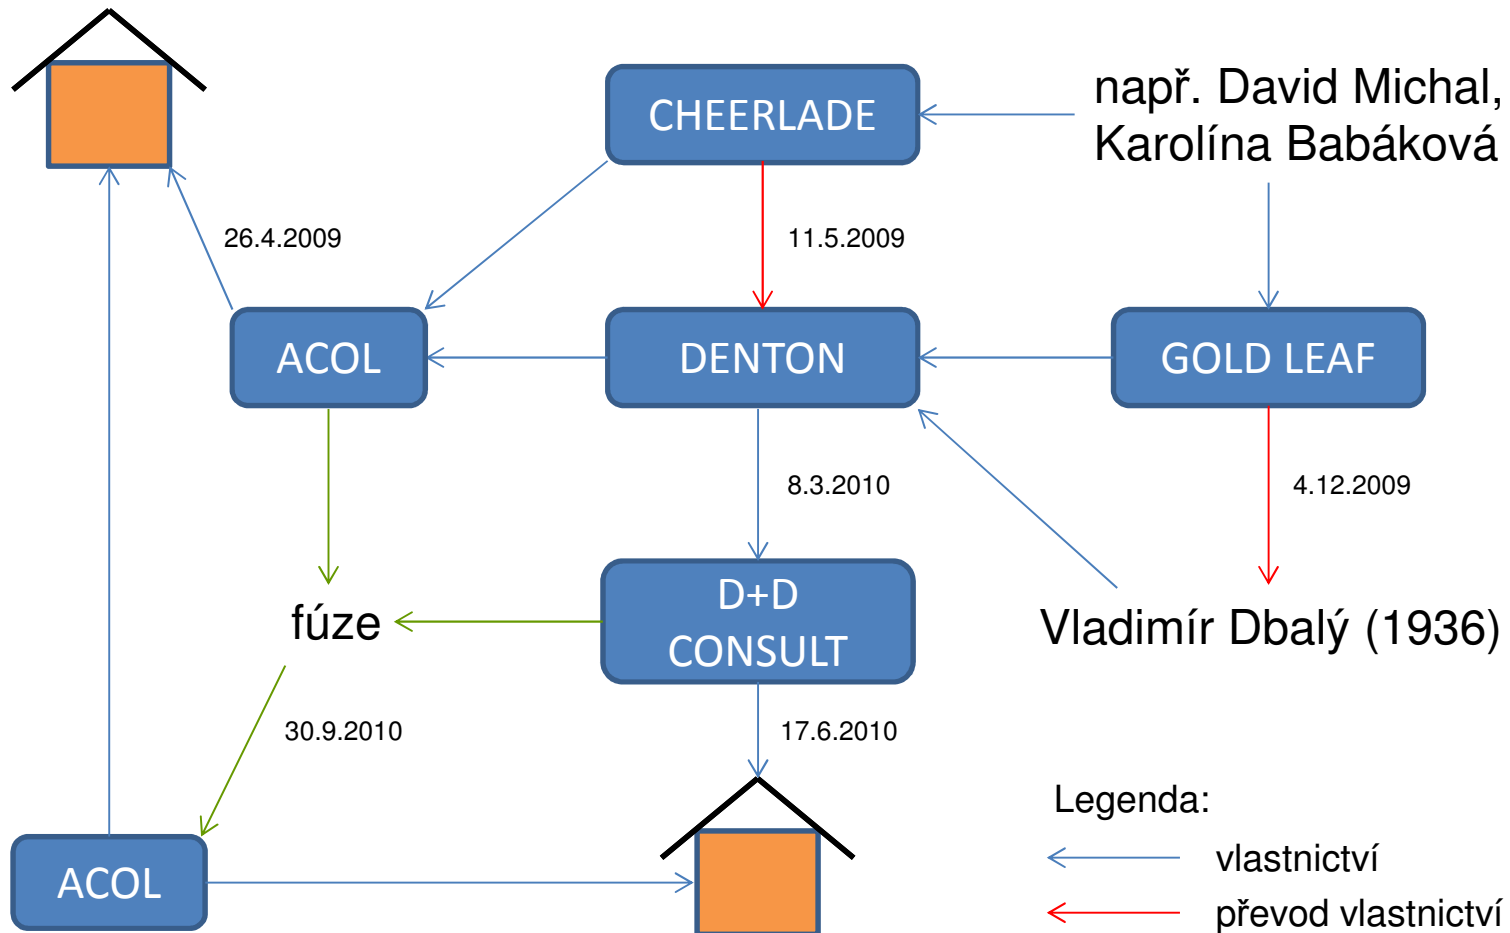 CHEERLADE
např. David Michal,
Karolína Babáková
26.4.2009
11.5.2009
ACOL
DENTON
GOLD LEAF
8.3.2010
4.12.2009
fúze
D+D
CONSULT
Vladimír Dbalý (1936)
30.9.2010
17.6.2010
Legenda:
ACOL
vlastnictví
převod vlastnictví